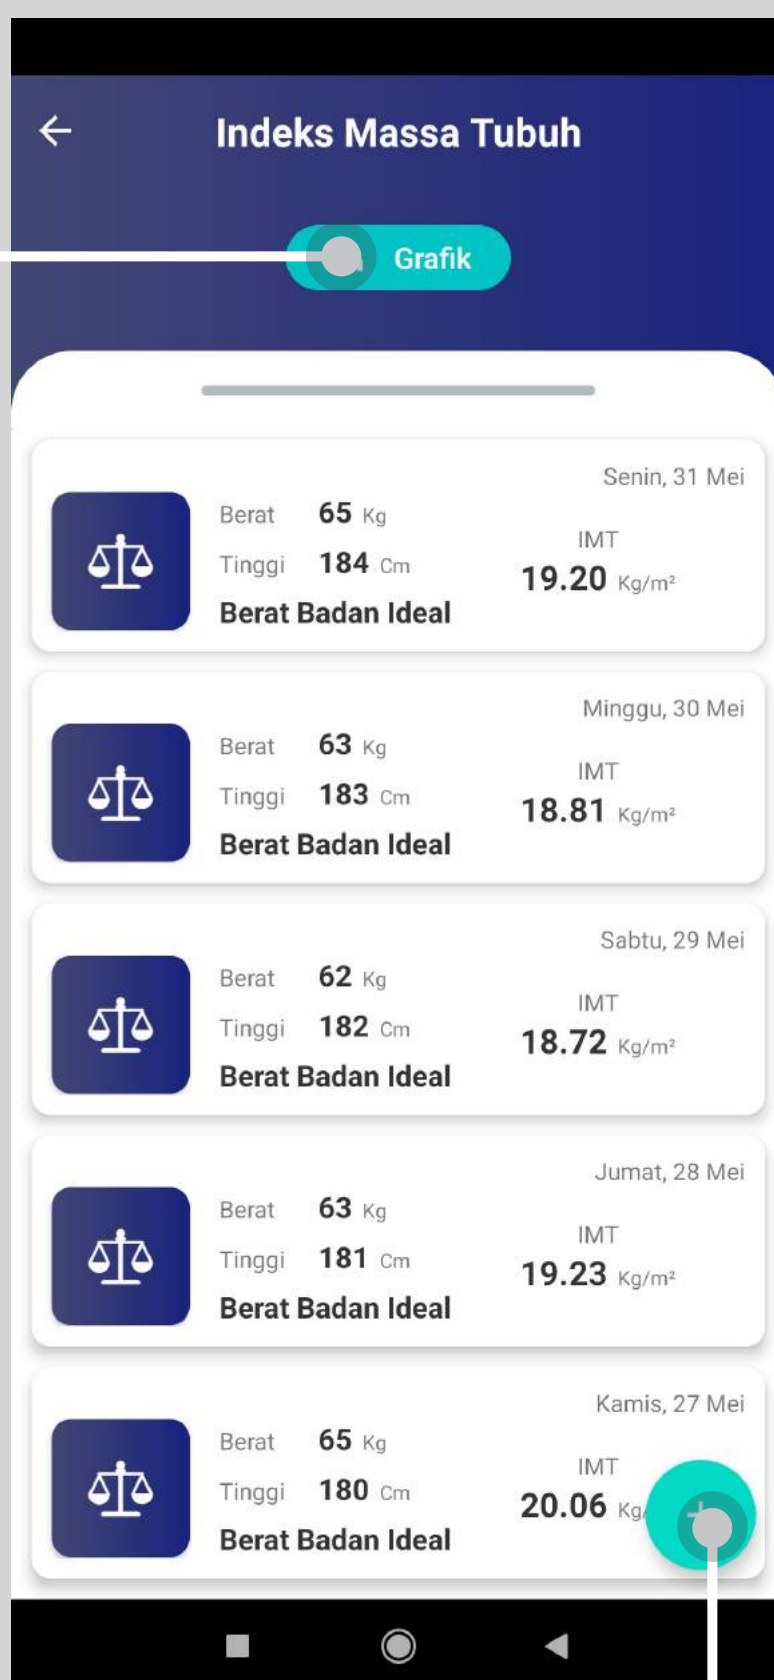 Indeks Massa Tubuh
Grafik
Senin, 31 Mei
Berat 65 Kg
IMT
Tinggi 184 Cm
19.20 Kg/m²
Berat Badan Ideal
Minggu, 30 Mei
Berat 63 Kg
IMT
Tinggi 183 Cm
18.81 Kg/m²
Berat Badan Ideal
Sabtu, 29 Mei
Berat 62 Kg
IMT
Tinggi 182 Cm
18.72 Kg/m²
Berat Badan Ideal
Jumat, 28 Mei
Berat 63 Kg
IMT
Tinggi 181 Cm
19.23 Kg/m²
Berat Badan Ideal
Kamis, 27 Mei
Berat 65 Kg
IMT
Tinggi 180 Cm
20.06 Kg/
Berat Badan Ideal